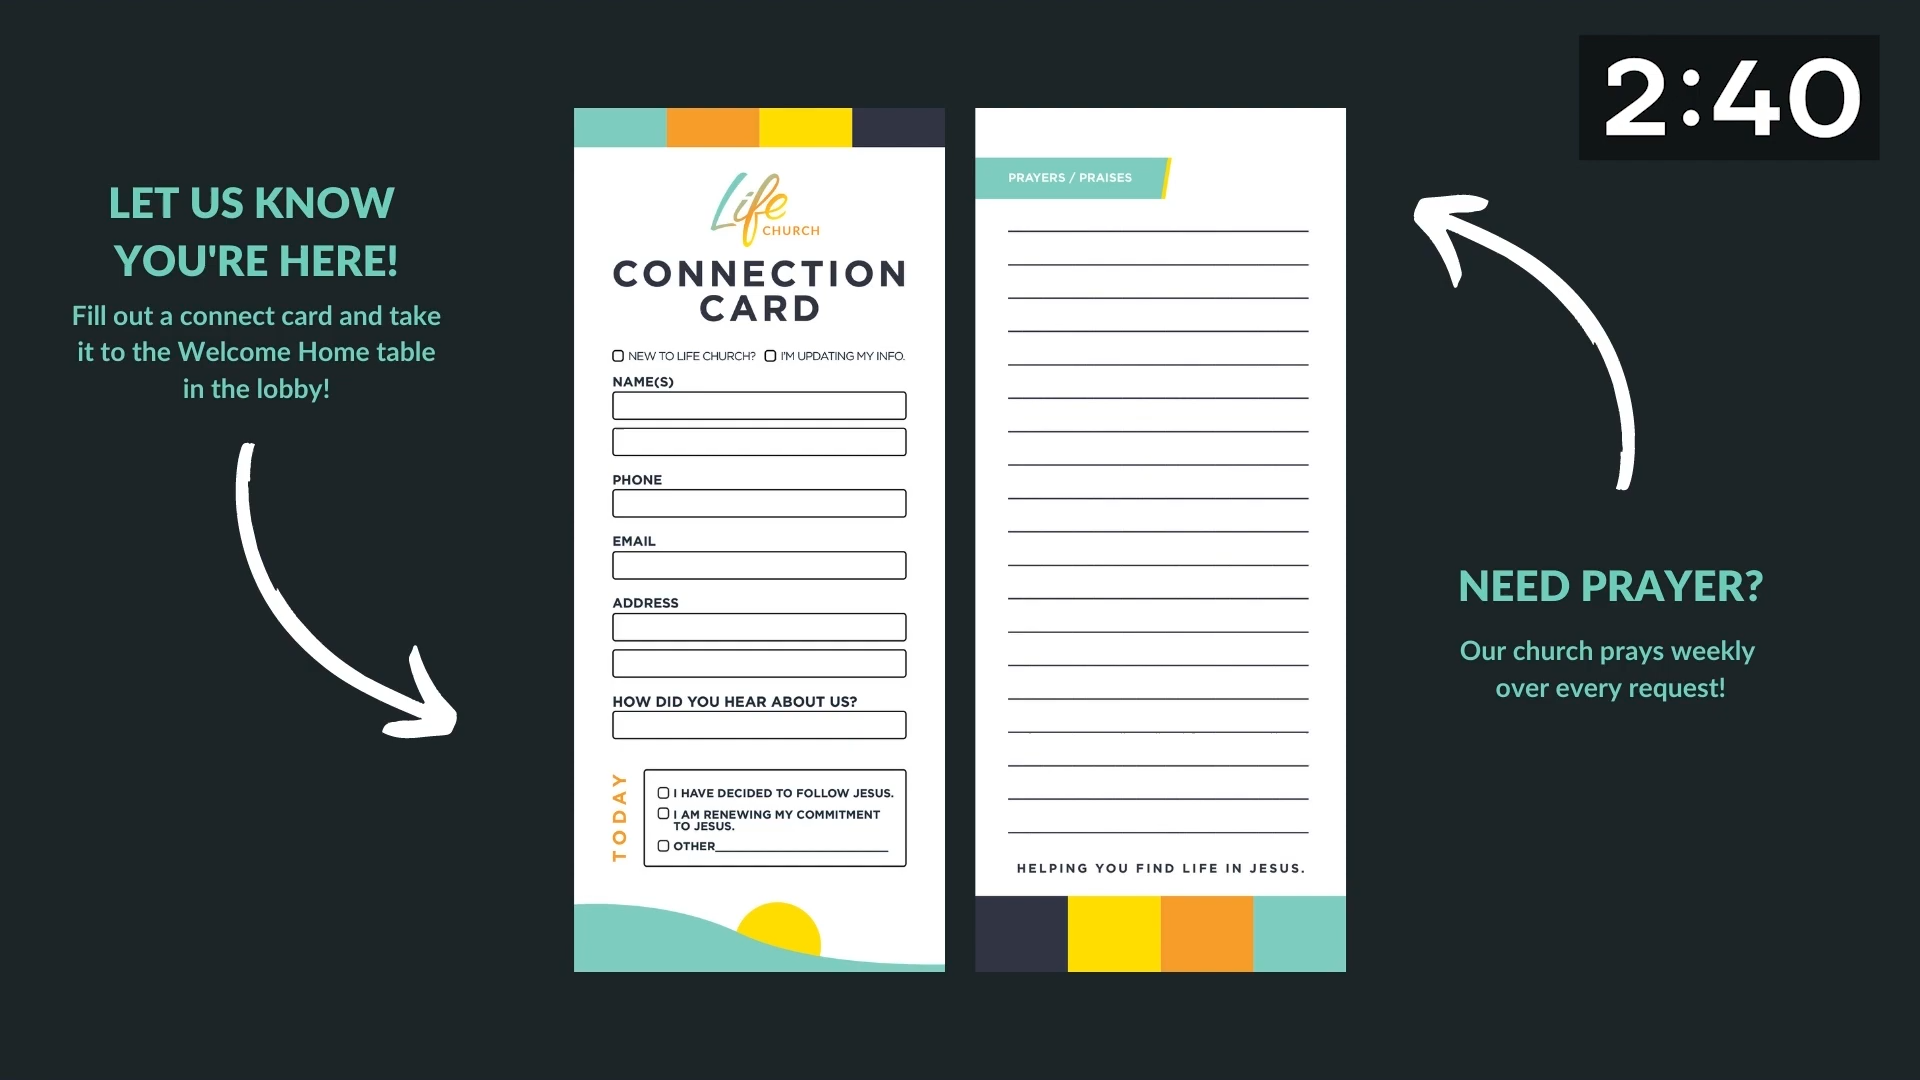 2:40
LET US KNOW
YOU'RE HERE!
Fill out a connect card and take
it to the Welcome Home table
in the lobby!
Life
CHURCH
CONNECTION
CARD
NEW TO LIFE CHURCH? I'M UPDATING MY INFO.
NAME(S)
PHONE
EMAIL
ADDRESS
HOW DID YOU HEAR ABOUT US?
TODAY
I HAVE DECIDED TO FOLLOW JESUS.
I AM RENEWING MY COMMITMENT
TO JESUS.
OTHER
PRAYERS / PRAISES
HELPING YOU FIND LIFE IN JESUS.
NEED PRAYER?
Our church prays weekly
over every request!